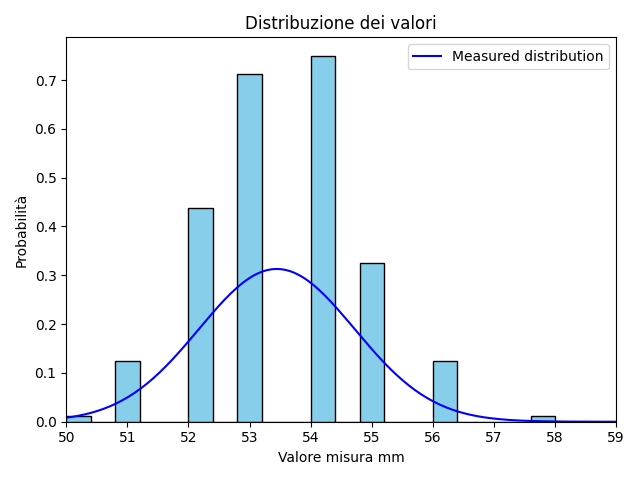 Distribuzione dei valori
Measured distribution
Probabilità
0.7
0.6
0.5
0.4
0.3
0.2
0.1
0.0
50 51 52 53 54 55 56 57 58 59
Valore misura mm